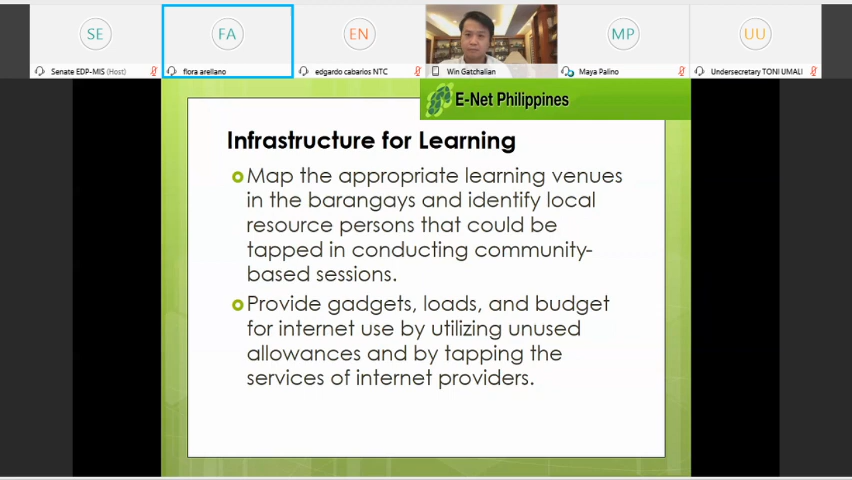 SE
FA
EN
MP
UU
Senate EDP-MIS (Host)
flora arellano
edgardo cabarios NTC
Win Gatchalian
Maya Palino
Undersecretary TONI UMALI
E-Net Philippines
Infrastructure for Learning
Map the appropriate learning venues
in the barangays and identify local
resource persons that could be
tapped in conducting community-
based sessions.
Provide gadgets, loads, and budget
for internet use by utilizing unused
allowances and by tapping the
services of internet providers.